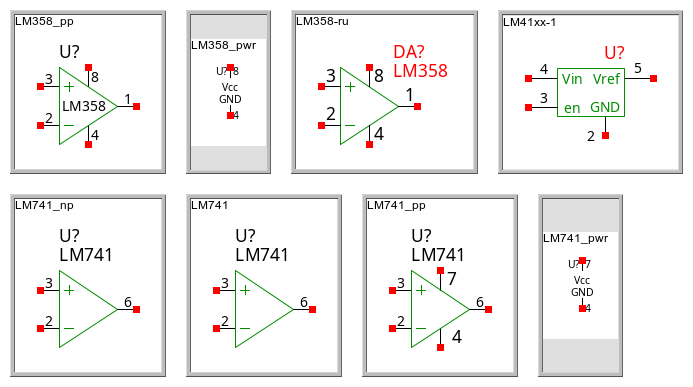 LM358_pp
U?
3
8
+
LM358
1
2
−
4
LM358_pwr
U? 8
Vcc
GND
4
LM358-ru
DA?
LM358
3
8
+
1
2
−
4
LM41xx-1
U?
4
Vin Vref
5
3
en GND
2
LM741_np
U?
LM741
3
+
6
2
−
LM741
U?
LM741
3
+
6
2
−
LM741_pp
U?
LM741
7
3
+
6
2
−
4
LM741_pwr
U? 7
Vcc
GND
4